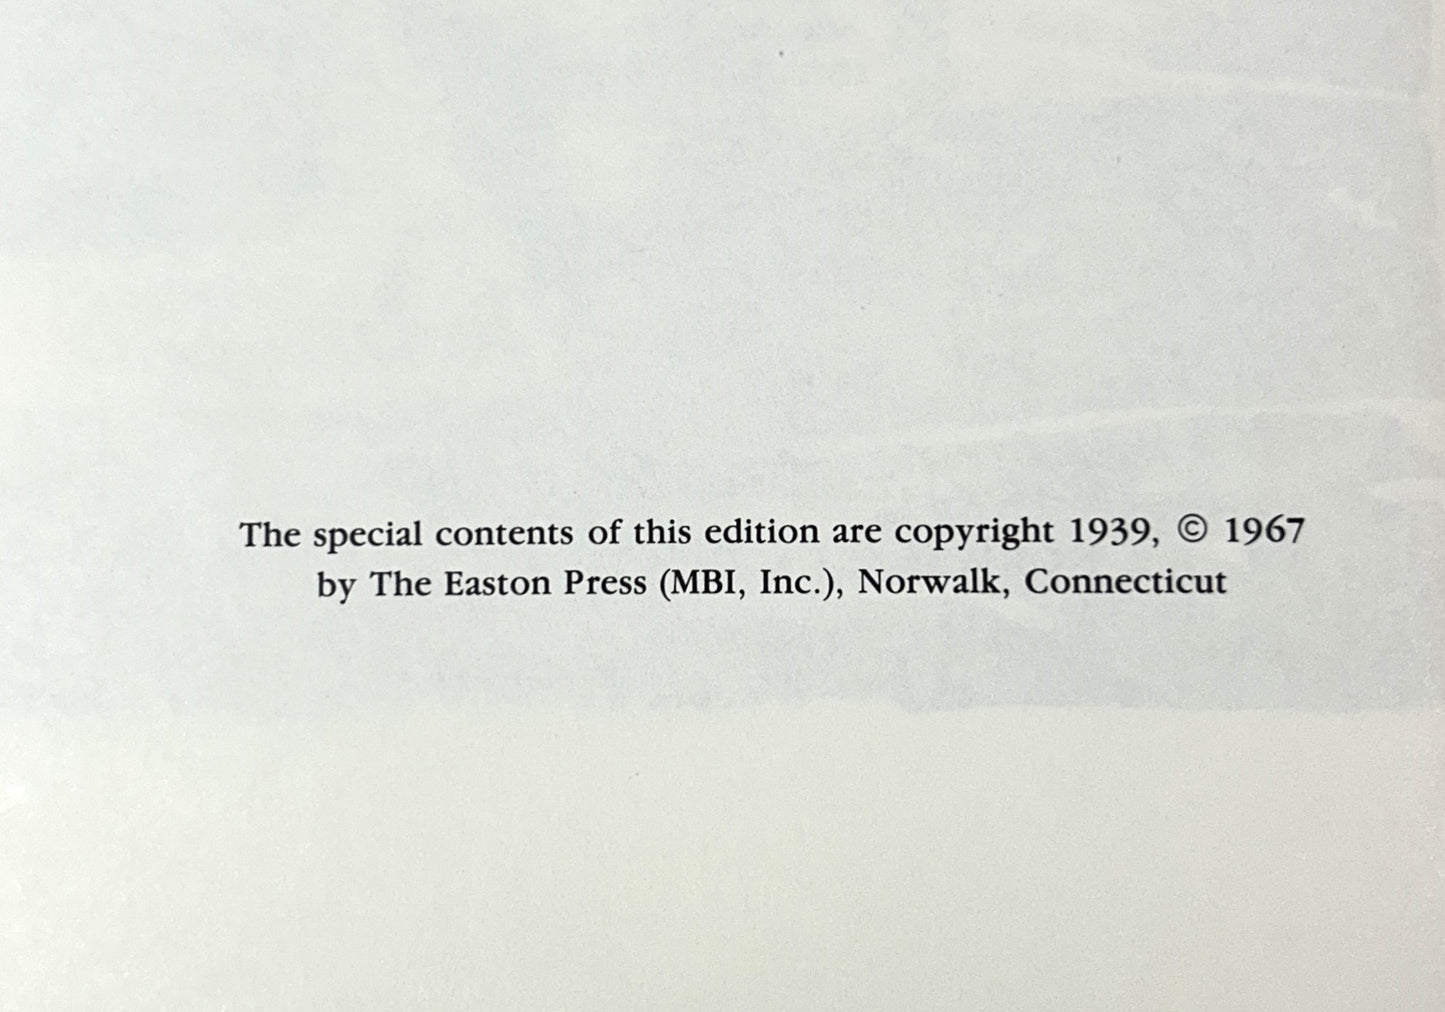 The special contents of this edition are copyright 1939, © 1967
by The Easton Press (MBI, Inc.), Norwalk, Connecticut